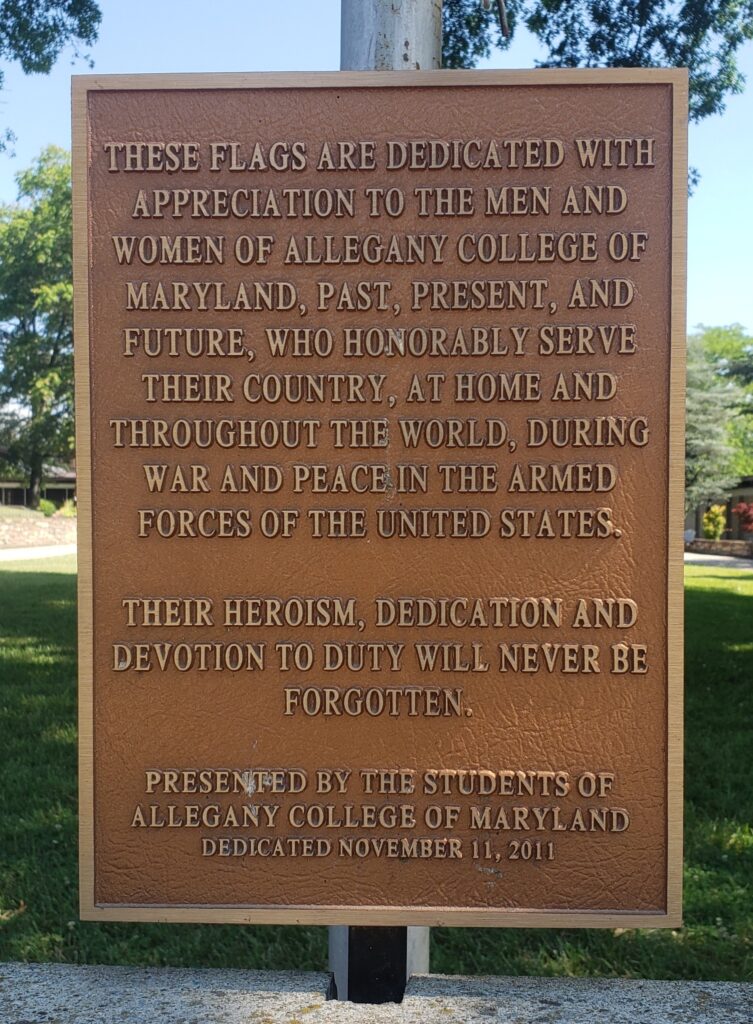 THESE FLAGS ARE DEDICATED WITH
APPRECIATION TO THE MEN AND
WOMEN OF ALLEGANY COLLEGE OF
MARYLAND, PAST, PRESENT, AND
FUTURE, WHO HONORABLY SERVE
THEIR COUNTRY, AT HOME AND
THROUGHOUT THE WORLD, DURING
WAR AND PEACE IN THE ARMED
FORCES OF THE UNITED STATES.
THEIR HEROISM, DEDICATION AND
DEVOTION TO DUTY WILL NEVER BE
FORGOTTEN.
PRESENTED BY THE STUDENTS OF
ALLEGANY COLLEGE OF MARYLAND
DEDICATED NOVEMBER 11, 2011